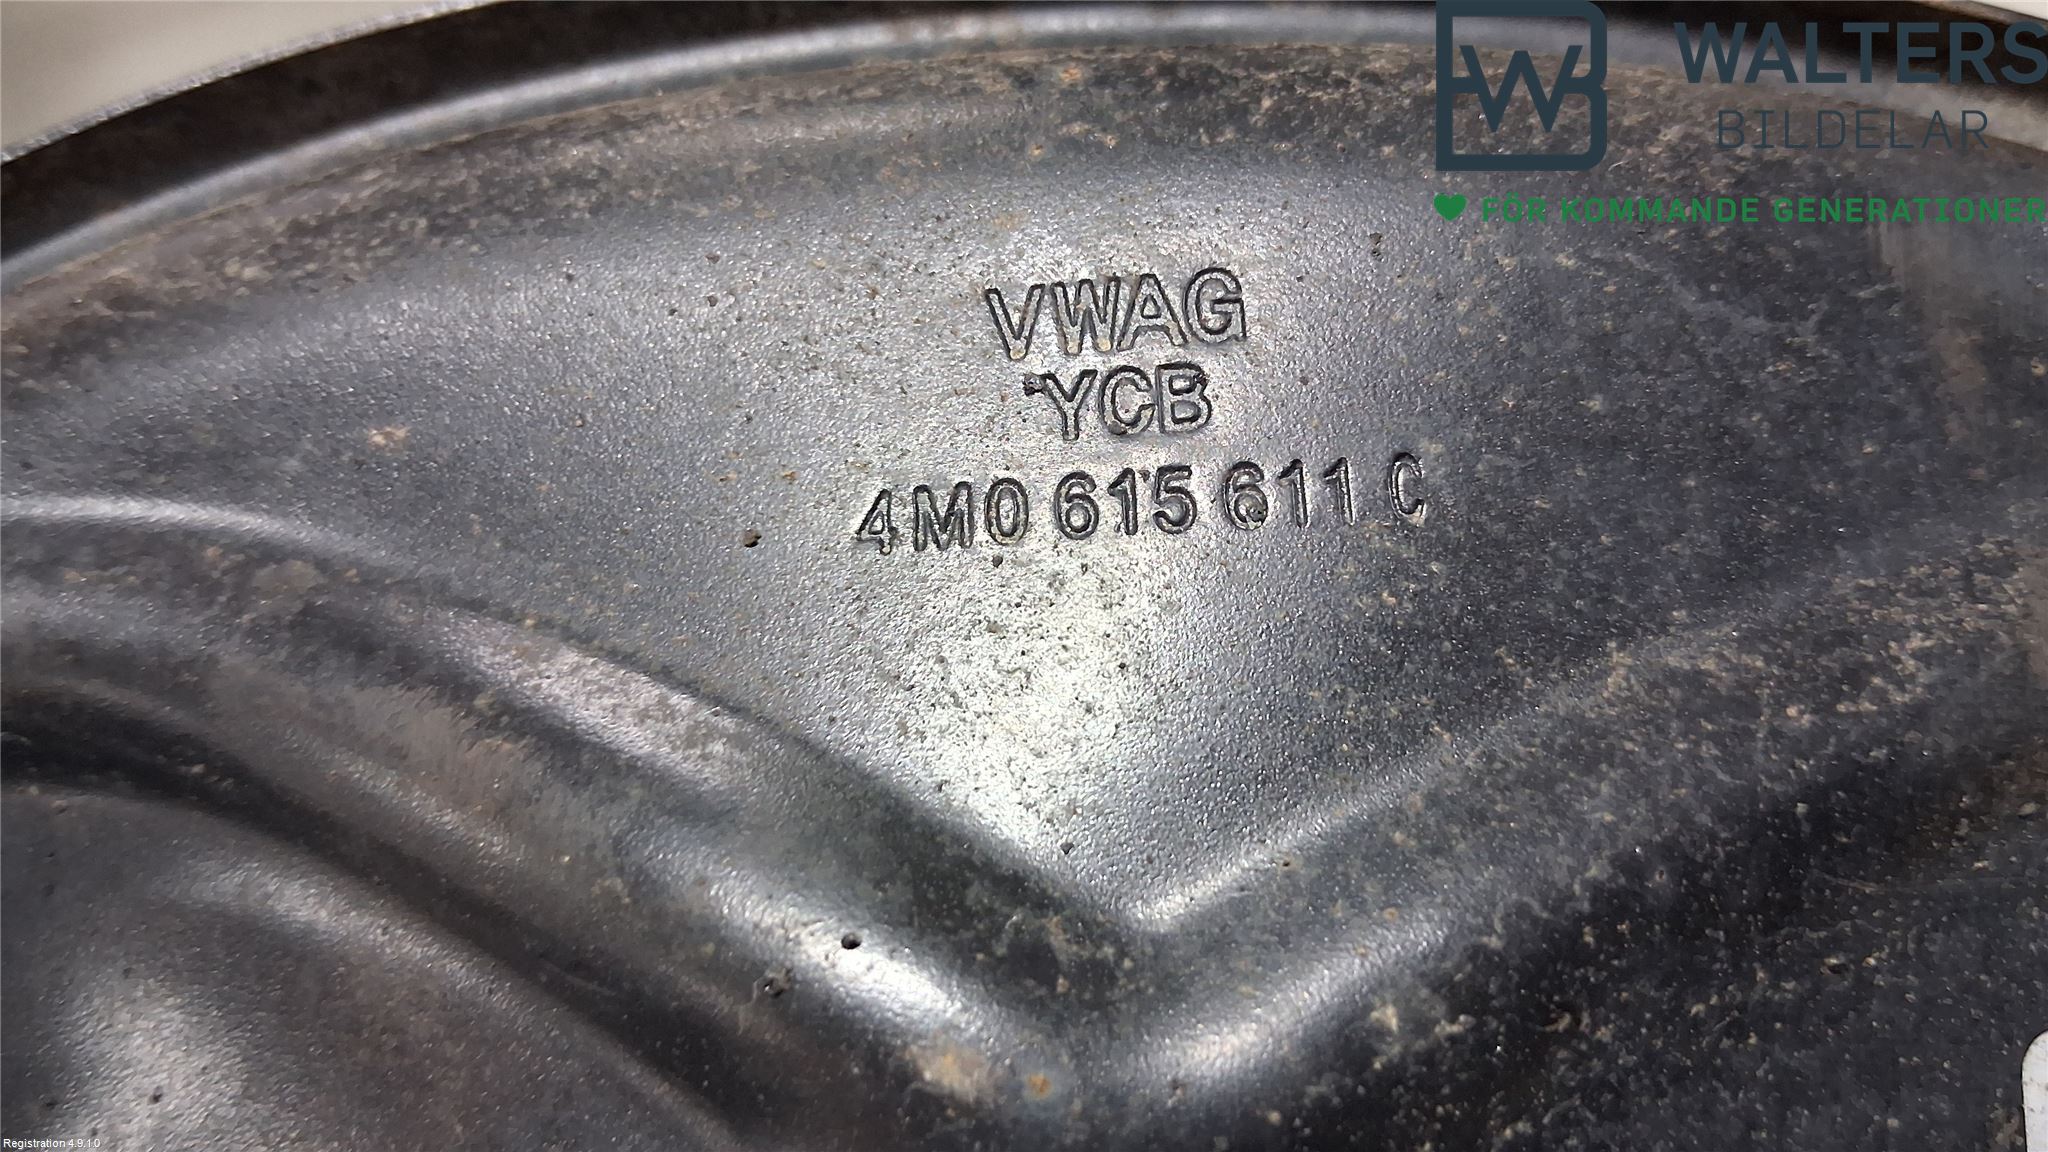 WALTERS
BILDELAR
FÖR KOMMANDE GENERATIONER
VWAG
YCB
4M0 615 611 C
Registration 4.9.1.0